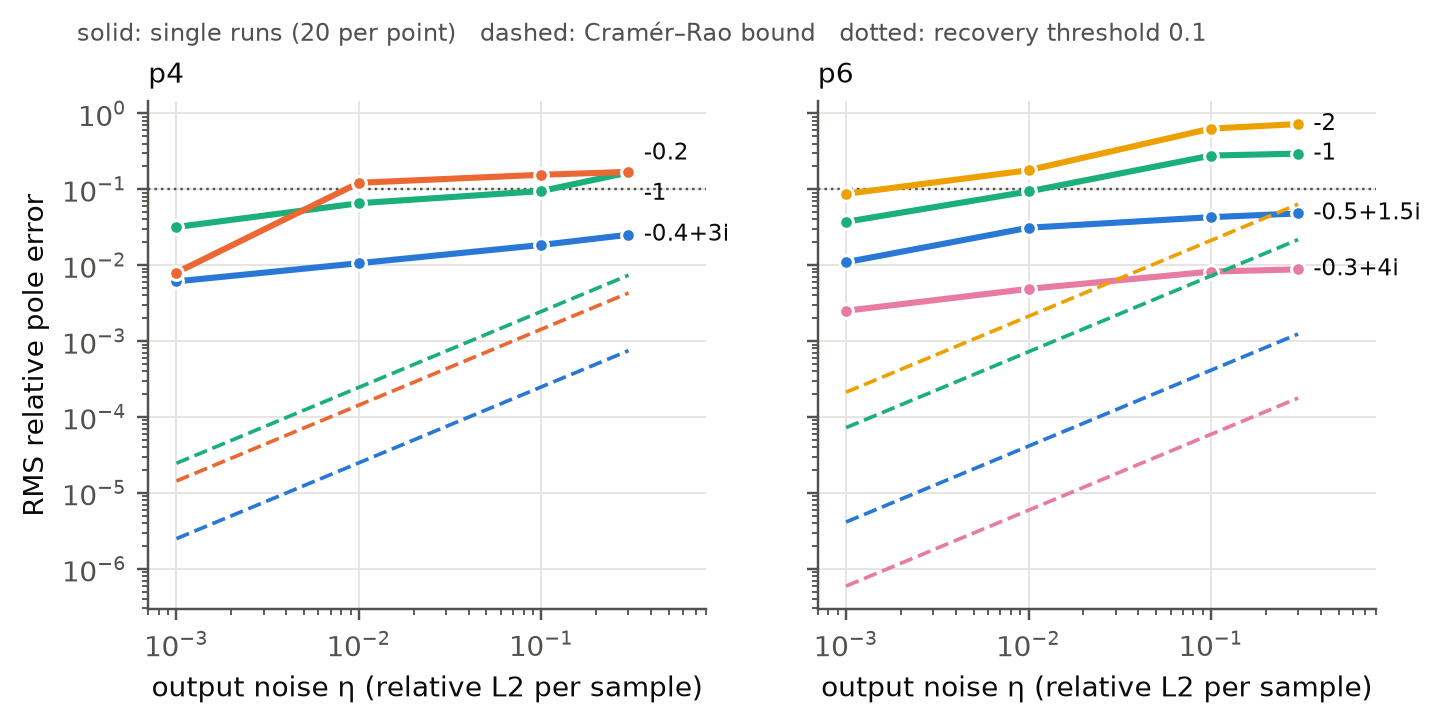 solid: single runs (20 per point) dashed: Cramér–Rao bound dotted: recovery threshold 0.1
p4
10⁰
10⁻¹
10⁻²
10⁻³
10⁻⁴
10⁻⁵
10⁻⁶
RMS relative pole error
-0.2
-1
-0.4+3i
10⁻³
10⁻²
10⁻¹
output noise η (relative L2 per sample)
p6
-2
-1
-0.5+1.5i
-0.3+4i
10⁻³
10⁻²
10⁻¹
output noise η (relative L2 per sample)